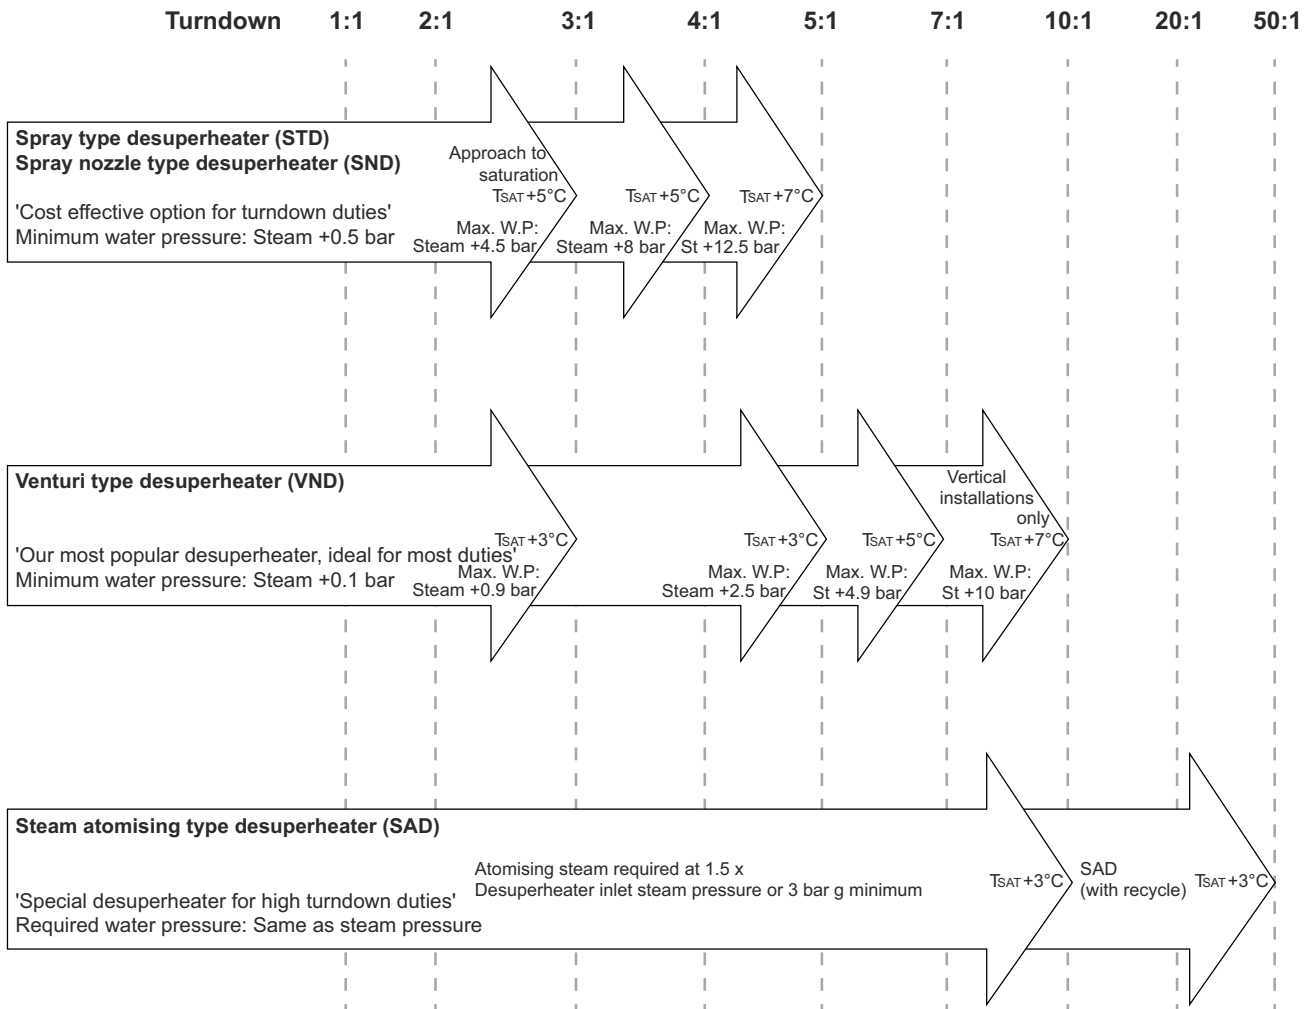 Turndown 1:1 2:1 3:1 4:1 5:1 7:1 10:1 20:1 50:1
Spray type desuperheater (STD)
Spray nozzle type desuperheater (SND)
'Cost effective option for turndown duties'
Minimum water pressure: Steam +0.5 bar
Approach to
saturation
TSAT +5°C
Max. W.P:
Steam +4.5 bar
TSAT +5°C
Max. W.P:
Steam +8 bar
TSAT +7°C
Max. W.P:
St +12.5 bar
Venturi type desuperheater (VND)
'Our most popular desuperheater, ideal for most duties'
Minimum water pressure: Steam +0.1 bar
TSAT +3°C
Max. W.P:
Steam +0.9 bar
TSAT +3°C
Max. W.P:
Steam +2.5 bar
TSAT +5°C
Max. W.P:
St +4.9 bar
Vertical
installations
only
TSAT +7°C
Max. W.P:
St +10 bar
Steam atomising type desuperheater (SAD)
'Special desuperheater for high turndown duties'
Required water pressure: Same as steam pressure
Atomising steam required at 1.5 x
Desuperheater inlet steam pressure or 3 bar g minimum
TSAT +3°C
SAD
(with recycle)
TSAT +3°C